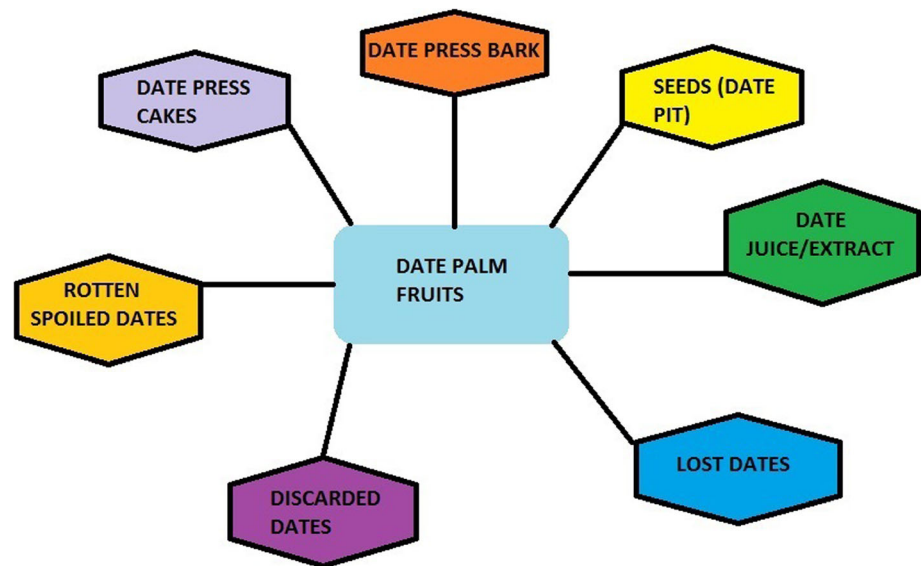 DATE PRESS BARK
DATE PRESS
CAKES
SEEDS (DATE
PIT)
DATE
JUICE/EXTRACT
DATE PALM
FRUITS
ROTTEN
SPOILED DATES
LOST DATES
DISCARDED
DATES